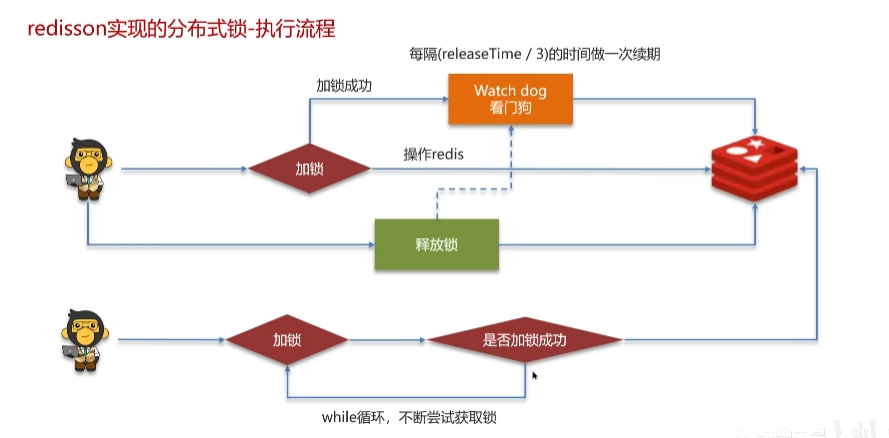 redisson实现的分布式锁-执行流程
每隔(releaseTime / 3)的时间做一次续期
加锁成功
Watch dog
看门狗
加锁
操作redis
释放锁
加锁
是否加锁成功
while循环，不断尝试获取锁